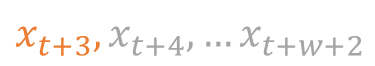 x_{t+3}, x_{t+4}, … x_{t+w+2}